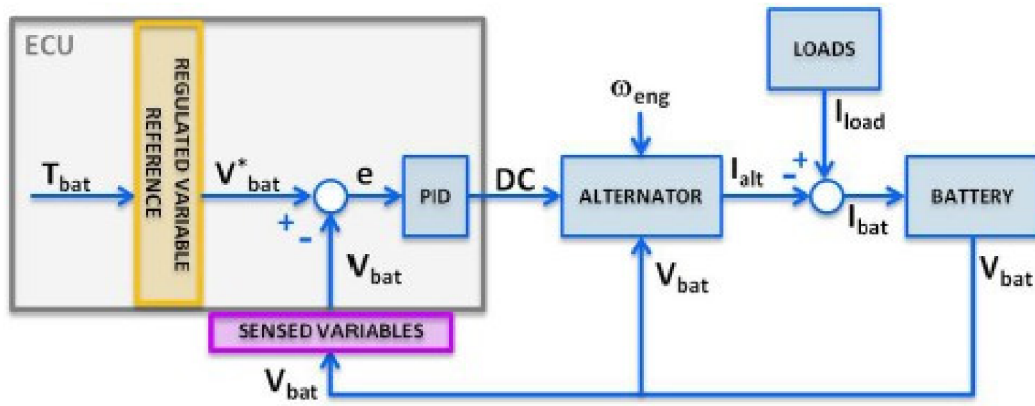 ECU
REGULATED VARIABLE
REFERENCE
T_bat
V*_bat
+
-
e
PID
DC
ω_eng
ALTERNATOR
I_alt
LOADS
I_load
+
-
I_bat
BATTERY
V_bat
V_bat
V_bat
SENSED VARIABLES
V_bat